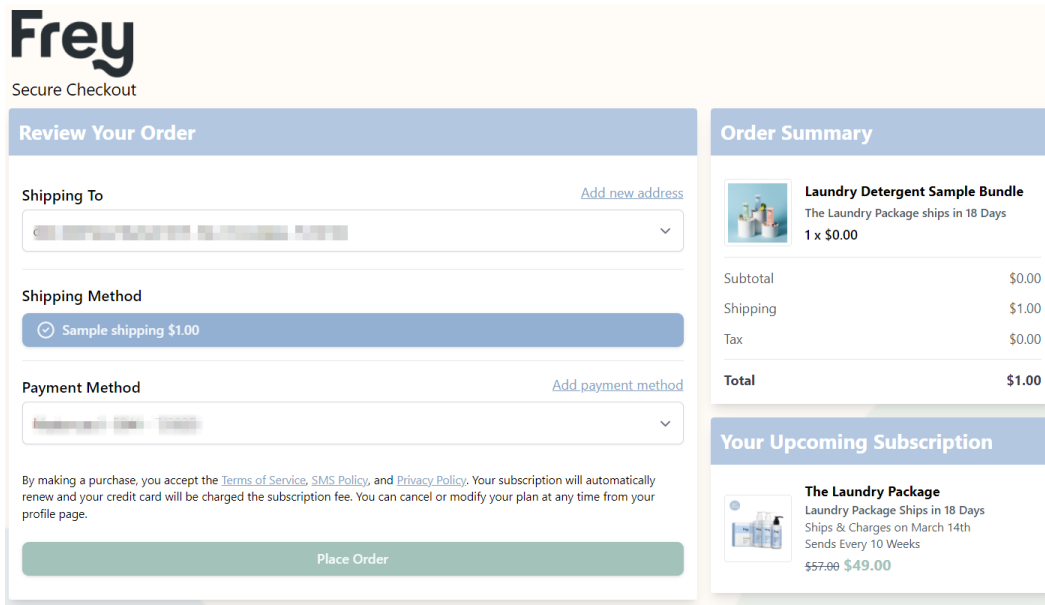 Frey
Secure Checkout
Review Your Order
Shipping To
Add new address
Shipping Method
Sample shipping $1.00
Payment Method
Add payment method
By making a purchase, you accept the Terms of Service, SMS Policy, and Privacy Policy. Your subscription will automatically
renew and your credit card will be charged the subscription fee. You can cancel or modify your plan at any time from your
profile page.
Place Order
Order Summary
Laundry Detergent Sample Bundle
The Laundry Package ships in 18 Days
1 x $0.00
Subtotal $0.00
Shipping $1.00
Tax $0.00
Total $1.00
Your Upcoming Subscription
Frey
The Laundry Package
Laundry Package Ships in 18 Days
Ships & Charges on March 14th
Sends Every 10 Weeks
$57.00 $49.00